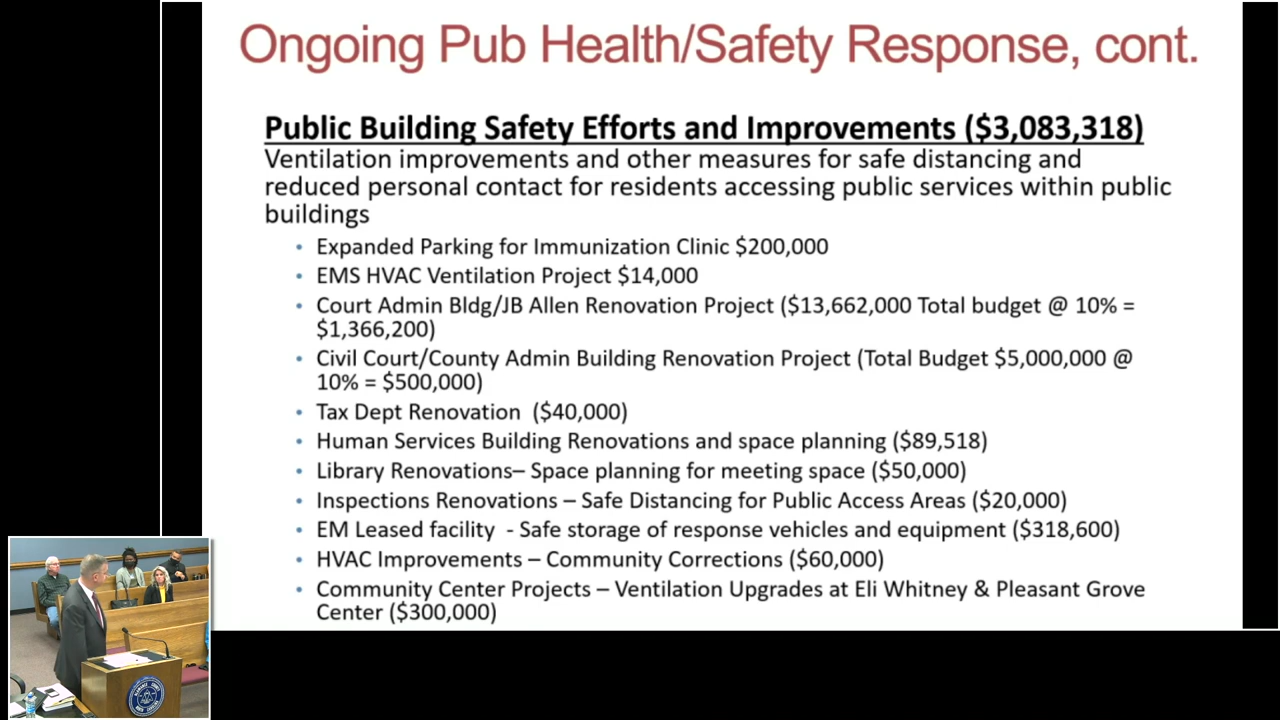 Ongoing Pub Health/Safety Response, cont.
Public Building Safety Efforts and Improvements ($3,083,318)
Ventilation improvements and other measures for safe distancing and
reduced personal contact for residents accessing public services within public
buildings
• Expanded Parking for Immunization Clinic $200,000
• EMS HVAC Ventilation Project $14,000
• Court Admin Bldg/JB Allen Renovation Project ($13,662,000 Total budget @ 10% =
$1,366,200)
• Civil Court/County Admin Building Renovation Project (Total Budget $5,000,000 @
10% = $500,000)
• Tax Dept Renovation ($40,000)
• Human Services Building Renovations and space planning ($89,518)
• Library Renovations– Space planning for meeting space ($50,000)
• Inspections Renovations – Safe Distancing for Public Access Areas ($20,000)
• EM Leased facility - Safe storage of response vehicles and equipment ($318,600)
• HVAC Improvements – Community Corrections ($60,000)
• Community Center Projects – Ventilation Upgrades at Eli Whitney & Pleasant Grove
Center ($300,000)